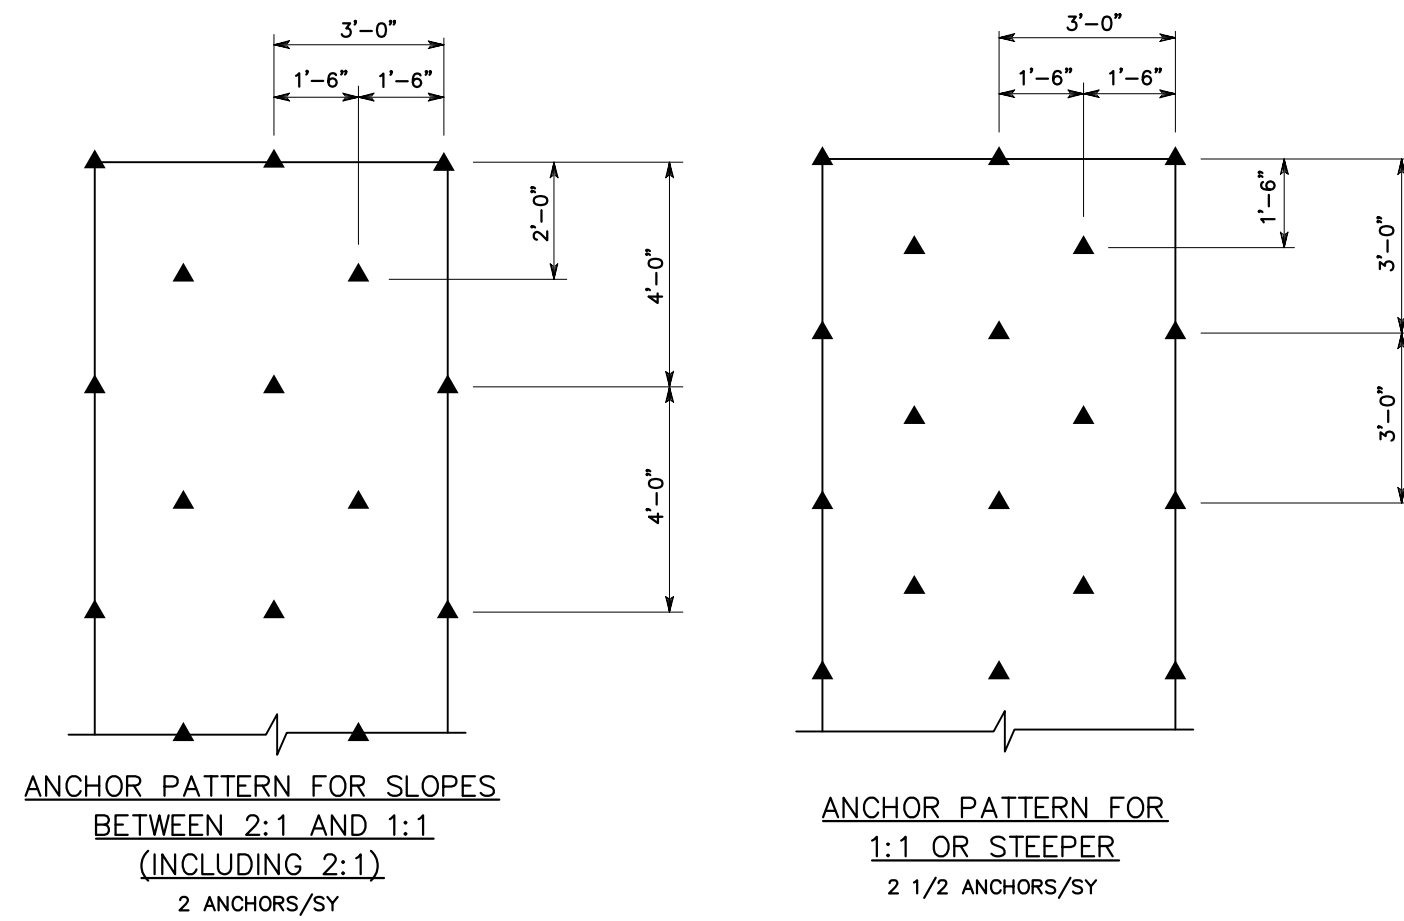 3'-0"
1'-6" 1'-6"
2'-0"
4'-0"
4'-0"
ANCHOR PATTERN FOR SLOPES
BETWEEN 2:1 AND 1:1
(INCLUDING 2:1)
2 ANCHORS/SY
3'-0"
1'-6" 1'-6"
1'-6"
3'-0"
3'-0"
ANCHOR PATTERN FOR
1:1 OR STEEPER
2 1/2 ANCHORS/SY